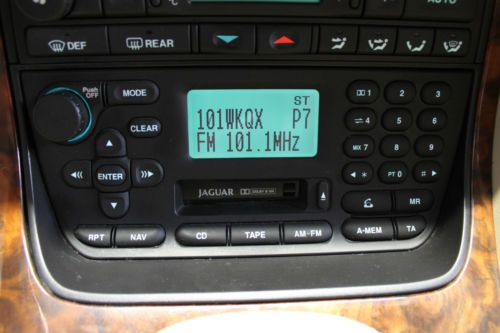 °C
AUTO
DEF
REAR
Push
OFF
MODE
CLEAR
ENTER
RPT
NAV
ST
101WKQX P7
FM 101.1MHz
JAGUAR DOLBY B NR
CD
TAPE
AM-FM
1 2 3
4 5 6
MIX 7 8 9
* PTY 0 #
MR
A-MEM
TA